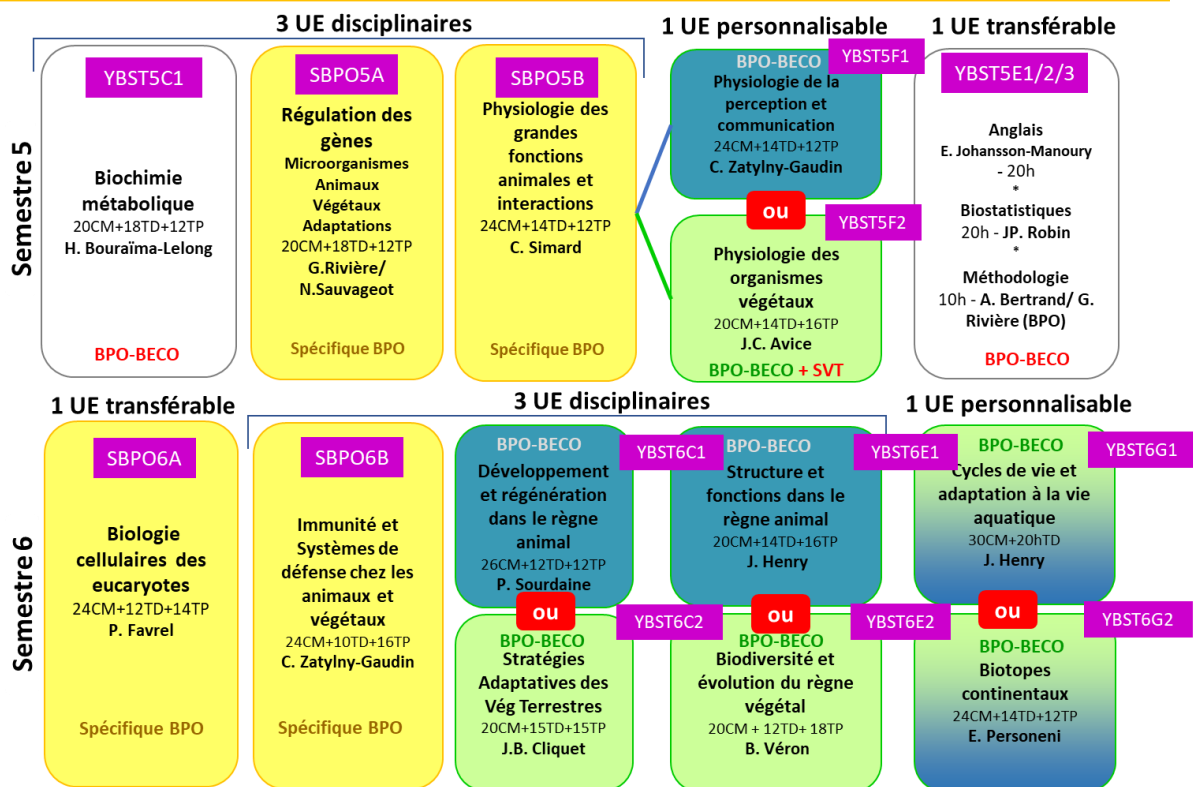 3 UE disciplinaires
1 UE personnalisable
1 UE transférable
Semestre 5
YBST5C1
Biochimie
métabolique
20CM+18TD+12TP
H. Bouraïma-Lelong
BPO-BECO
SBPO5A
Régulation des
gènes
Microorganismes
Animaux
Végétaux
Adaptations
20CM+18TD+12TP
G.Rivière/
N.Sauvageot
Spécifique BPO
SBPO5B
Physiologie des
grandes
fonctions
animales et
interactions
24CM+14TD+12TP
C. Simard
Spécifique BPO
YBST5F1
BPO-BECO
Physiologie de la
perception et
communication
24CM+14TD+12TP
C. Zatylny-Gaudin
ou
YBST5F2
Physiologie des
organismes
végétaux
20CM+14TD+16TP
J.C. Avice
BPO-BECO + SVT
YBST5E1/2/3
Anglais
E. Johansson-Manoury
- 20h
*
Biostatistiques
20h - JP. Robin
*
Méthodologie
10h - A. Bertrand/ G.
Rivière (BPO)
BPO-BECO
1 UE transférable
3 UE disciplinaires
1 UE personnalisable
Semestre 6
SBPO6A
Biologie
cellulaires des
eucaryotes
24CM+12TD+14TP
P. Favrel
Spécifique BPO
SBPO6B
Immunité et
Systèmes de
défense chez les
animaux et
végétaux
24CM+10TD+16TP
C. Zatylny-Gaudin
Spécifique BPO
BPO-BECO
YBST6C1
Développement
et régénération
dans le règne
animal
26CM+12TD+12TP
P. Sourdaine
ou
YBST6C2
BPO-BECO
Stratégies
Adaptatives des
Vég Terrestres
20CM+15TD+15TP
J.B. Cliquet
BPO-BECO
YBST6E1
Structure et
fonctions dans le
règne animal
20CM+14TD+16TP
J. Henry
ou
YBST6E2
BPO-BECO
Biodiversité et
évolution du règne
végétal
20CM + 12TD+ 18TP
B. Véron
BPO-BECO
YBST6G1
Cycles de vie et
adaptation à la vie
aquatique
30CM+20hTD
J. Henry
ou
YBST6G2
BPO-BECO
Biotopes
continentaux
24CM+14TD+12TP
E. Personeni